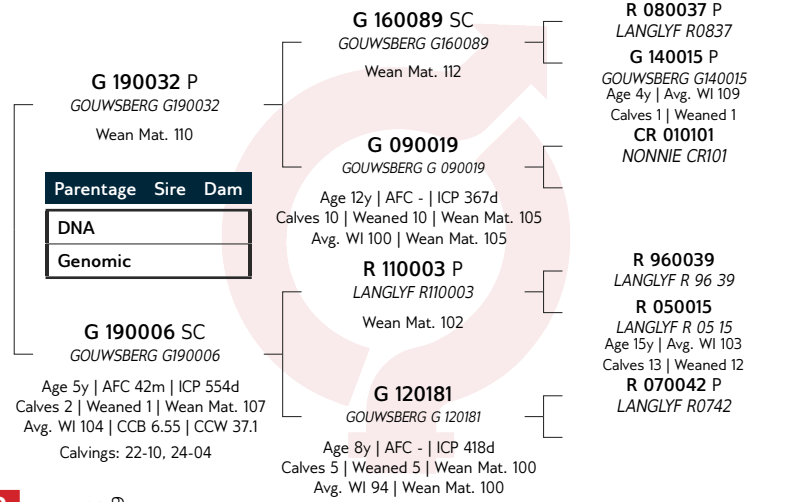 G 190032 P
GOUWSBERG G190032
Wean Mat. 110
Parentage Sire Dam
DNA
Genomic
G 190006 SC
GOUWSBERG G190006
Age 5y | AFC 42m | ICP 554d
Calves 2 | Weaned 1 | Wean Mat. 107
Avg. WI 104 | CCB 6.55 | CCW 37.1
Calvings: 22-10, 24-04
G 160089 SC
GOUWSBERG G160089
Wean Mat. 112
G 090019
GOUWSBERG G 090019
Age 12y | AFC - | ICP 367d
Calves 10 | Weaned 10 | Wean Mat. 105
Avg. WI 100 | Wean Mat. 105
R 110003 P
LANGLYF R110003
Wean Mat. 102
G 120181
GOUWSBERG G 120181
Age 8y | AFC - | ICP 418d
Calves 5 | Weaned 5 | Wean Mat. 100
Avg. WI 94 | Wean Mat. 100
R 080037 P
LANGLYF R0837
G 140015 P
GOUWSBERG G140015
Age 4y | Avg. WI 109
Calves 1 | Weaned 1
CR 010101
NONNIE CR101
R 960039
LANGLYF R 96 39
R 050015
LANGLYF R 05 15
Age 15y | Avg. WI 103
Calves 13 | Weaned 12
R 070042 P
LANGLYF R0742